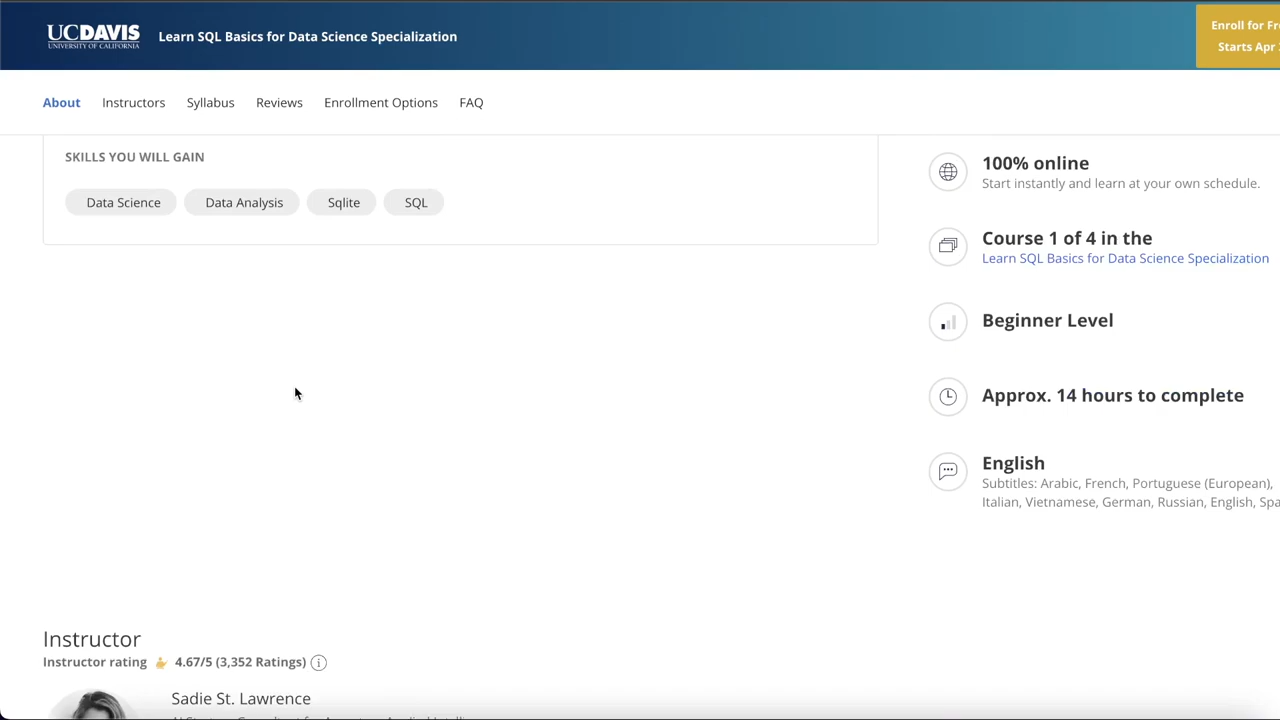 UCDAVIS
UNIVERSITY OF CALIFORNIA
Learn SQL Basics for Data Science Specialization
Enroll for Fr
Starts Apr
About Instructors Syllabus Reviews Enrollment Options FAQ
SKILLS YOU WILL GAIN
Data Science Data Analysis Sqlite SQL
100% online
Start instantly and learn at your own schedule.
Course 1 of 4 in the
Learn SQL Basics for Data Science Specialization
Beginner Level
Approx. 14 hours to complete
English
Subtitles: Arabic, French, Portuguese (European),
Italian, Vietnamese, German, Russian, English, Spa
Instructor
Instructor rating 4.67/5 (3,352 Ratings)
Sadie St. Lawrence